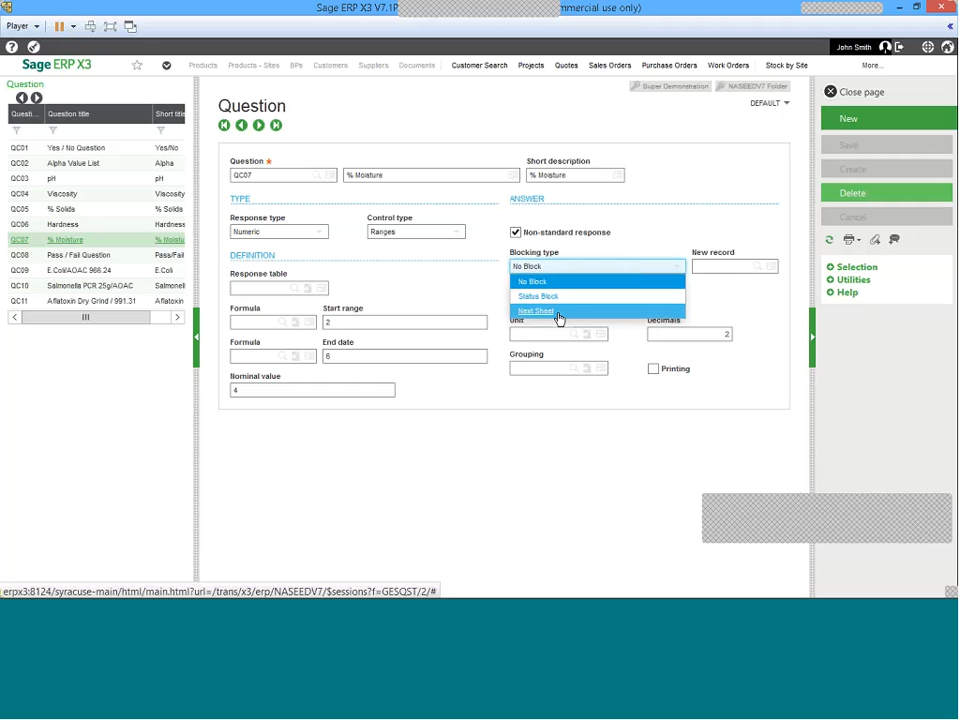 Sage ERP X3 V7.1P mmercial use only)
Player
John Smith
Sage ERP X3 Products Products - Sites BPs Customers Suppliers Documents Customer Search Projects Quotes Sales Orders Purchase Orders Work Orders Stock by Site More...
Question
Questi... Question title Short title
QC01 Yes / No Question Yes/No
QC02 Alpha Value List Alpha
QC03 pH pH
QC04 Viscosity Viscosity
QC05 % Solids % Solids
QC06 Hardness Hardness
QC07 % Moisture % Moistu
QC08 Pass / Fail Question Pass/Fail
QC09 E.Coli/AOAC 966.24 E.Coli
QC10 Salmonella PCR 25g/AOAC Salmonella
QC11 Aflatoxin Dry Grind / 991.31 Aflatoxin
Super Demonstration NASEEDV7 Folder
Question
DEFAULT
Question * Short description
QC07 % Moisture % Moisture
TYPE ANSWER
Response type Control type
Numeric Ranges
Non-standard response
DEFINITION
Blocking type New record
No Block
No Block
Status Block
Next Sheet
Response table
Formula Start range
2
Unit Decimals
2
Formula End date
6
Grouping
Printing
Nominal value
4
Close page
New
Save
Create
Delete
Cancel
Selection
Utilities
Help
erpx3:8124/syracuse-main/html/main.html?url=/trans/x3/erp/NASEEDV7/$sessions?f=GESQST/2/#